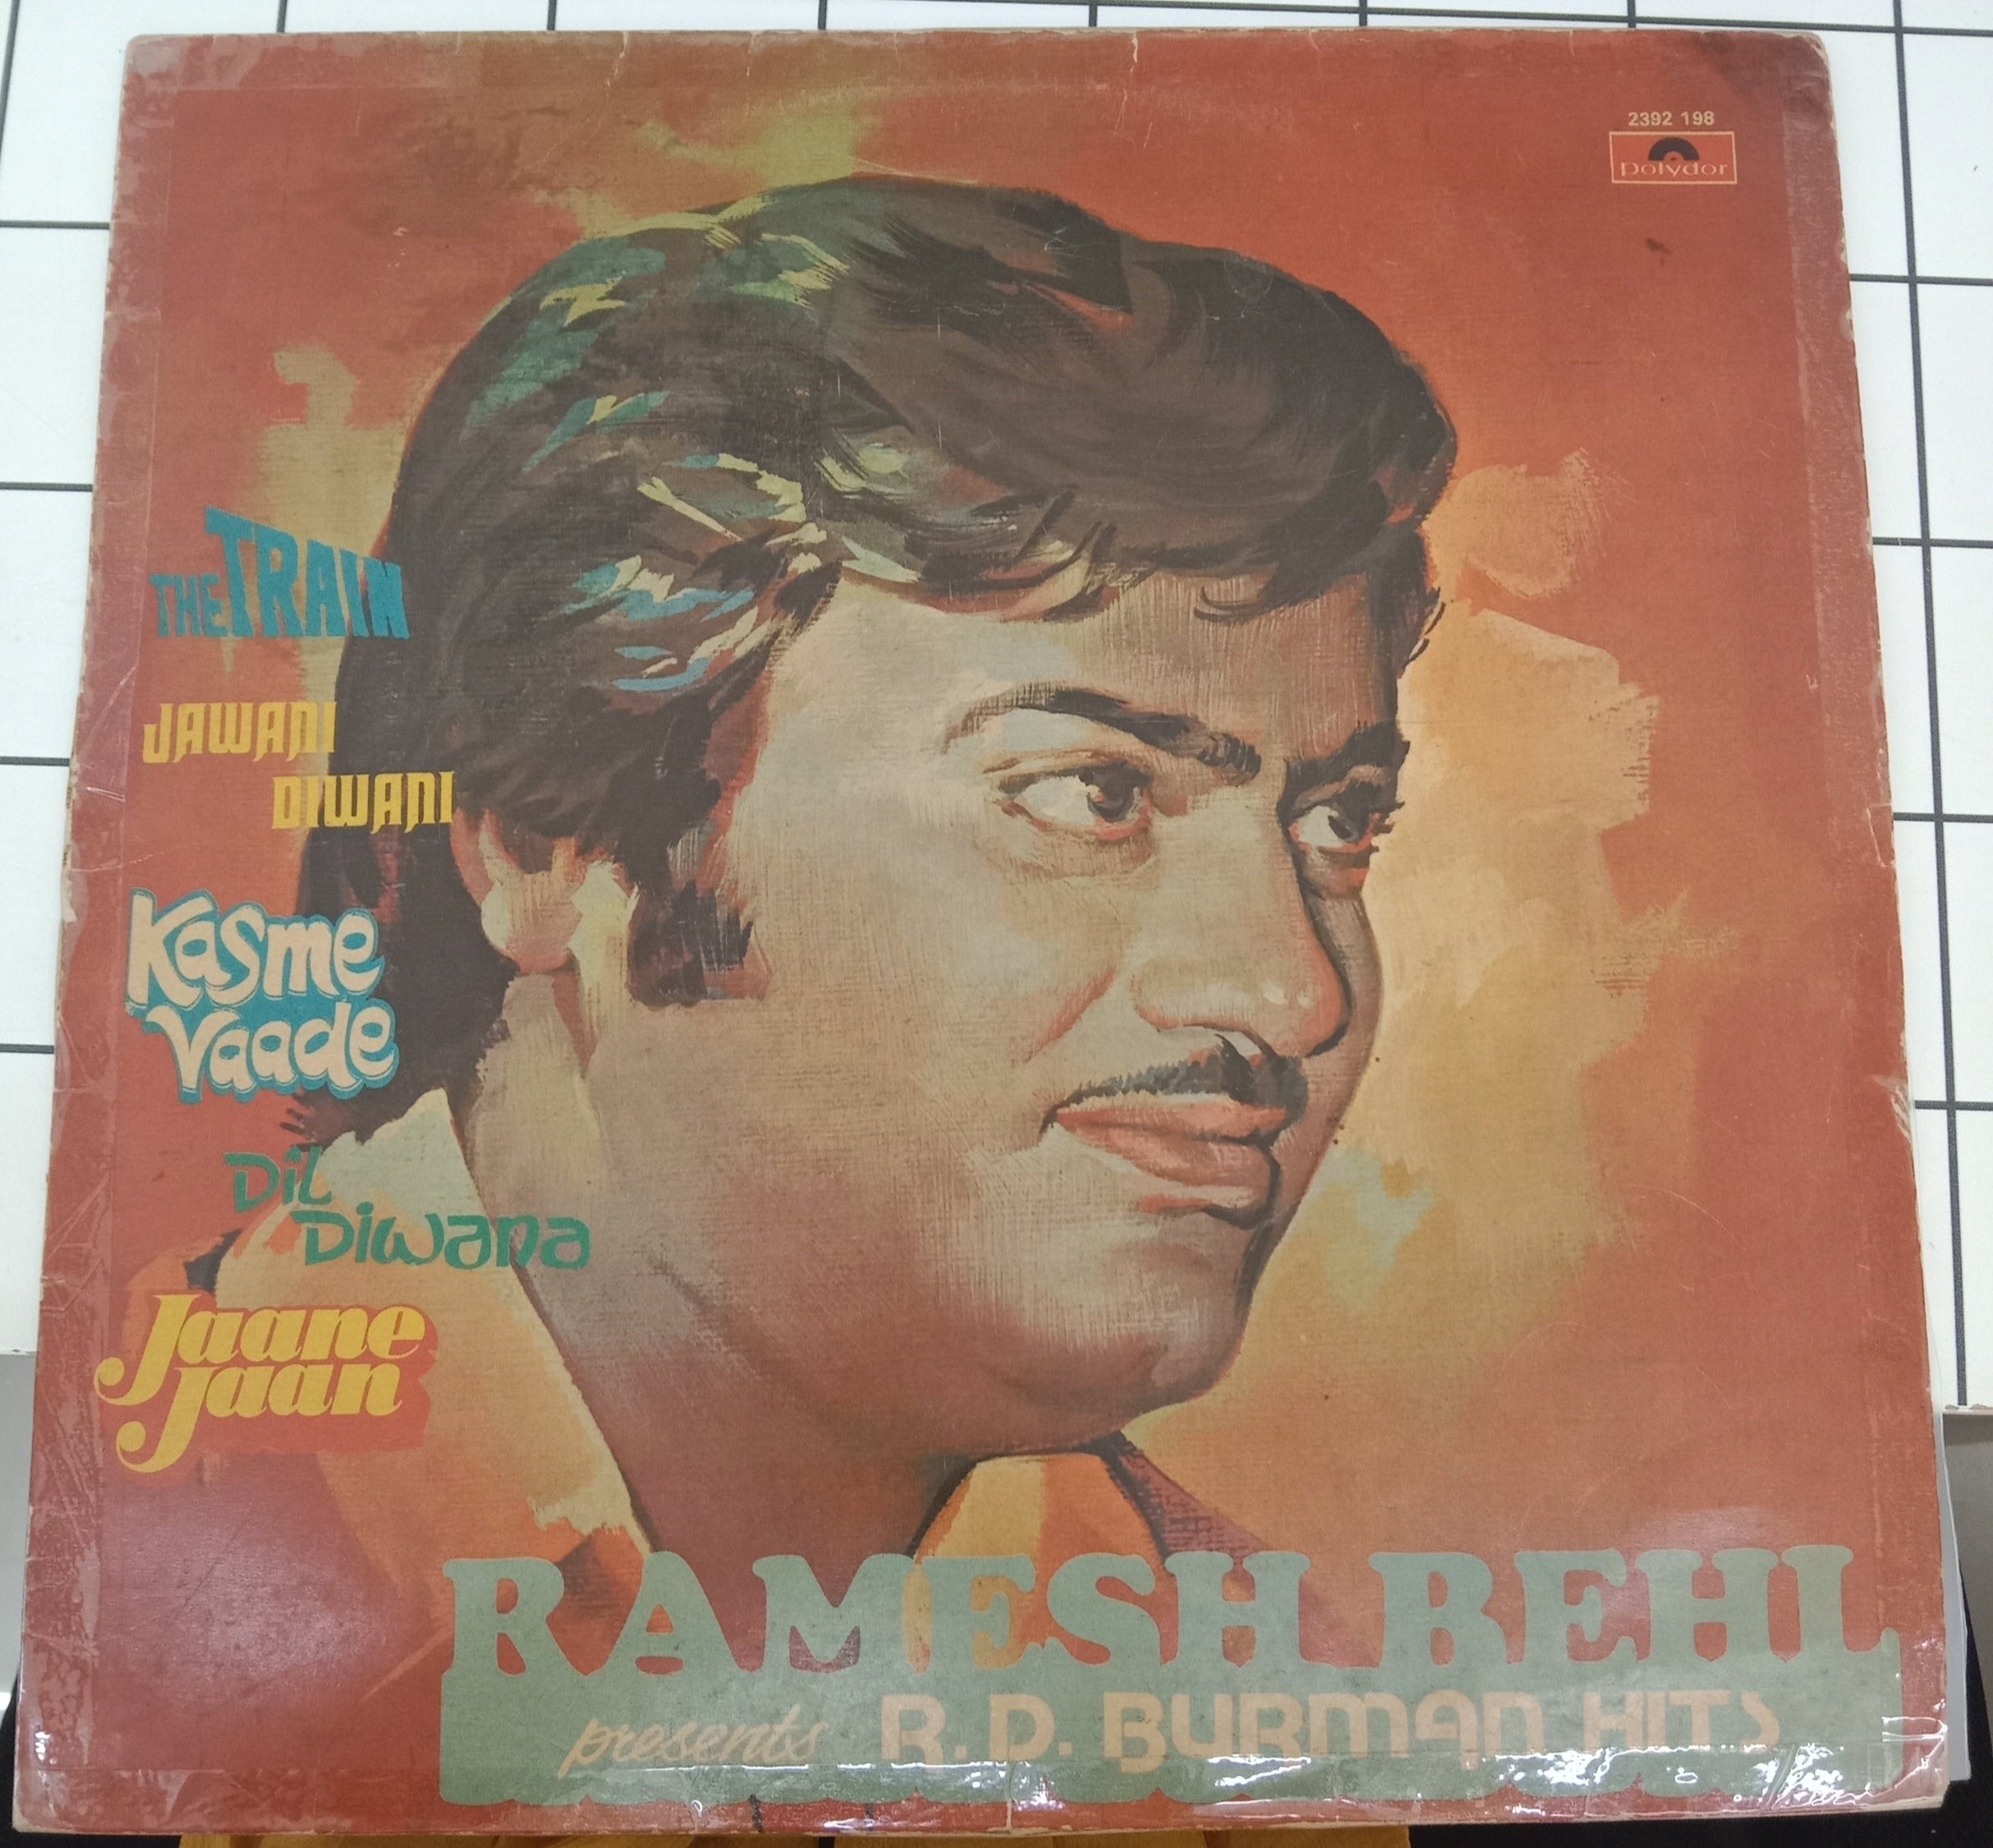 2392 198
polydor
THE TRAIN
JAWANI
DIWANI
Kasme
Vaade
Dil
Diwana
Jaane
Jaan
RAMESH BEHL
presents R. D. BURMAN HITS